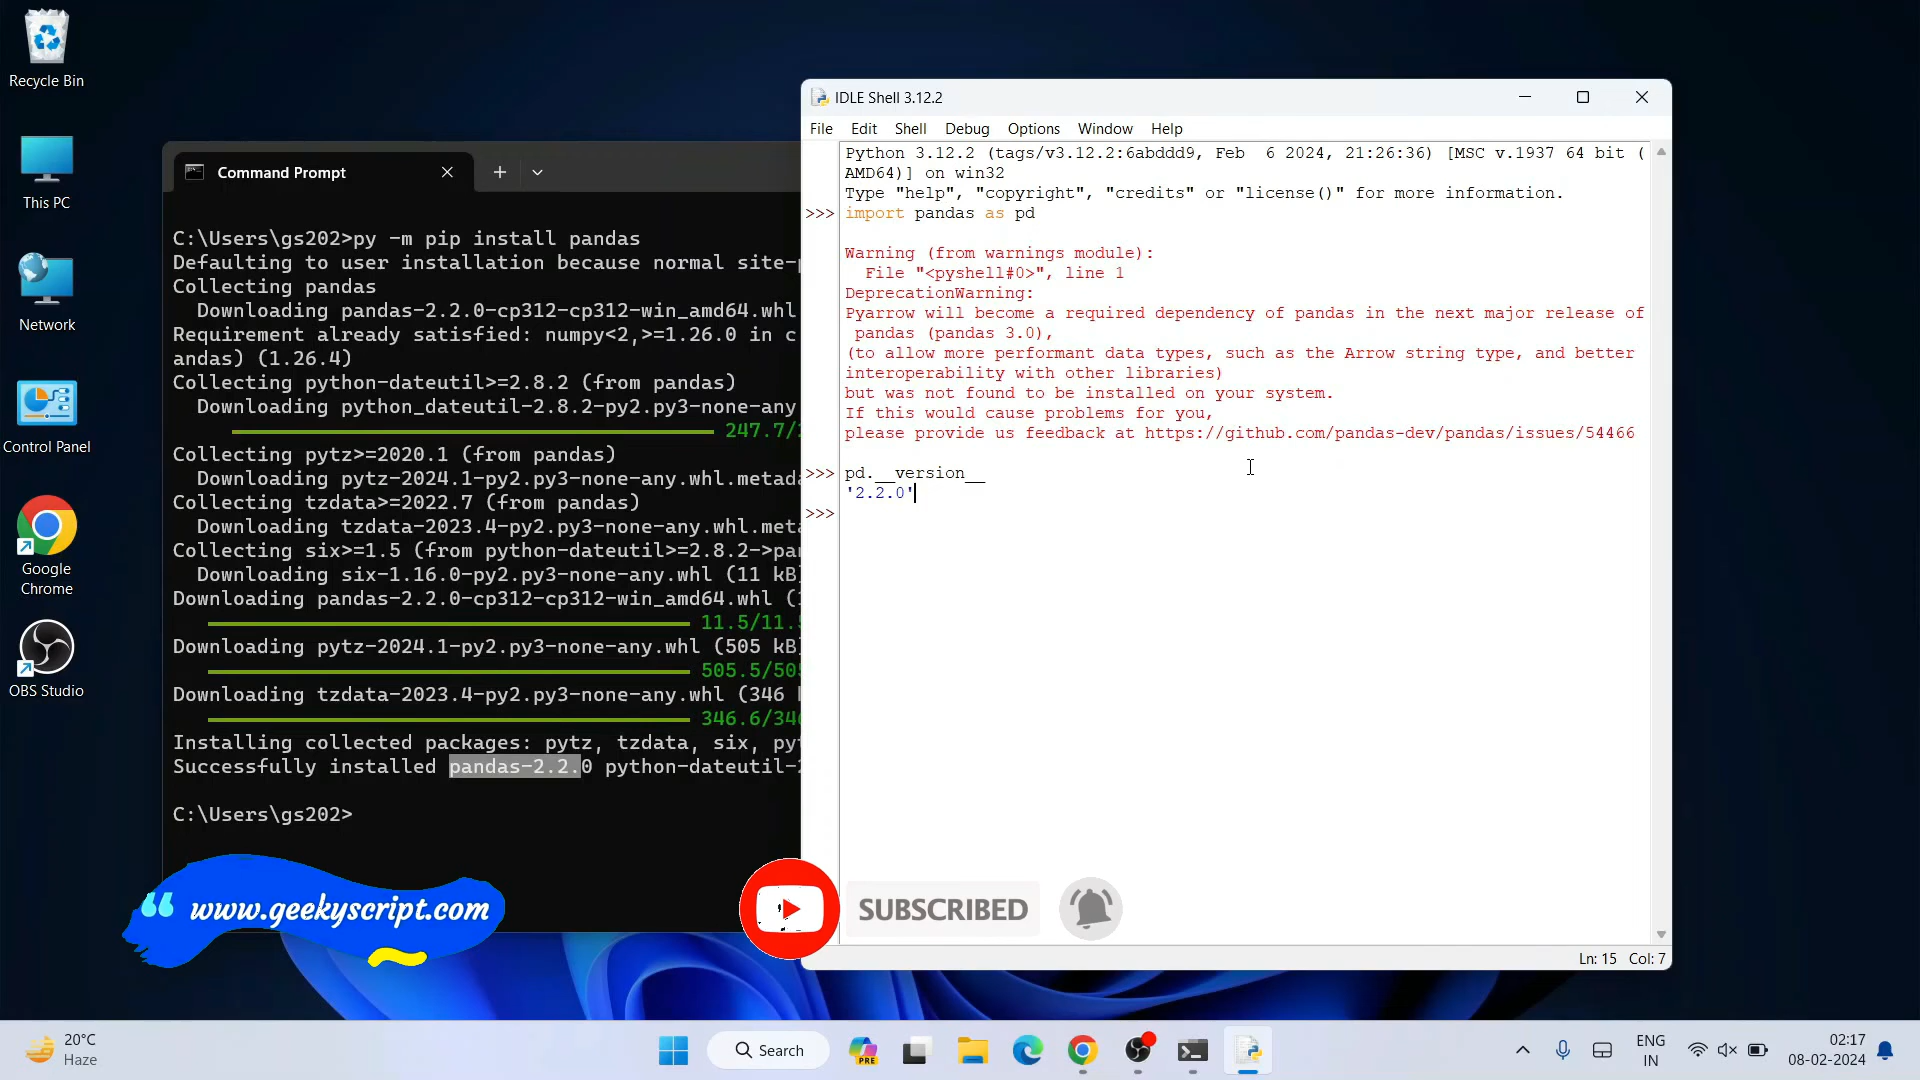 Recycle Bin
This PC
Network
Control Panel
Google
Chrome
OBS Studio
Command Prompt
C:\Users\gs202>py -m pip install pandas
Defaulting to user installation because normal site-
Collecting pandas
Downloading pandas-2.2.0-cp312-cp312-win_amd64.whl
Requirement already satisfied: numpy<2,>=1.26.0 in c
andas) (1.26.4)
Collecting python-dateutil>=2.8.2 (from pandas)
Downloading python_dateutil-2.8.2-py2.py3-none-any
247.7/
Collecting pytz>=2020.1 (from pandas)
Downloading pytz-2024.1-py2.py3-none-any.whl.metad
Collecting tzdata>=2022.7 (from pandas)
Downloading tzdata-2023.4-py2.py3-none-any.whl.met
Collecting six>=1.5 (from python-dateutil>=2.8.2->pa
Downloading six-1.16.0-py2.py3-none-any.whl (11 kB
Downloading pandas-2.2.0-cp312-cp312-win_amd64.whl (
11.5/11.
Downloading pytz-2024.1-py2.py3-none-any.whl (505 kB
505.5/50
Downloading tzdata-2023.4-py2.py3-none-any.whl (346
346.6/34
Installing collected packages: pytz, tzdata, six, py
Successfully installed pandas-2.2.0 python-dateutil-
C:\Users\gs202>
IDLE Shell 3.12.2
File Edit Shell Debug Options Window Help
Python 3.12.2 (tags/v3.12.2:6abddd9, Feb  6 2024, 21:26:36) [MSC v.1937 64 bit (
AMD64)] on win32
Type "help", "copyright", "credits" or "license()" for more information.
>>> import pandas as pd
Warning (from warnings module):
File "<pyshell#0>", line 1
DeprecationWarning:
Pyarrow will become a required dependency of pandas in the next major release of
pandas (pandas 3.0),
(to allow more performant data types, such as the Arrow string type, and better
interoperability with other libraries)
but was not found to be installed on your system.
If this would cause problems for you,
please provide us feedback at https://github.com/pandas-dev/pandas/issues/54466
>>> pd.__version__
'2.2.0'
>>>
Ln: 15 Col: 7
www.geekyscript.com
SUBSCRIBED
20°C
Haze
Search
PRE
ENG
IN
02:17
08-02-2024